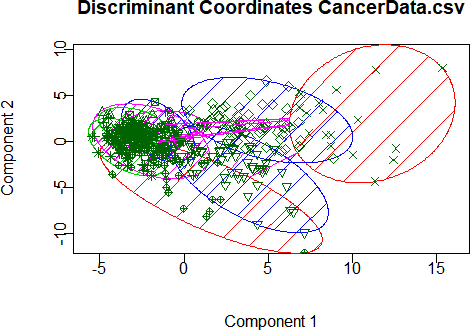 Discriminant Coordinates CancerData.csv
10
5
0
-5
-10
Component 2
-5 0 5 10 15
Component 1